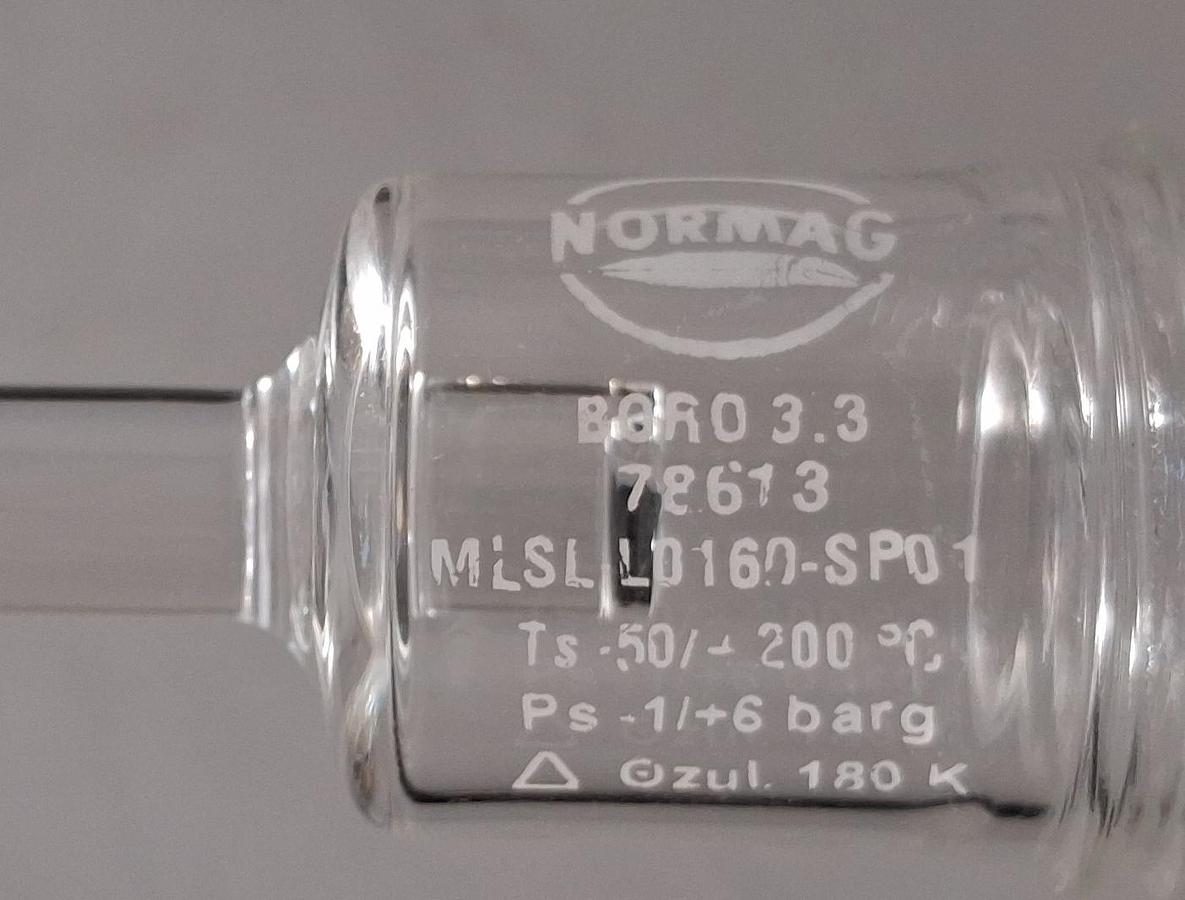 NORMAG
BORO 3.3
78613
MLSL.L0160-SP01
Ts -50/+ 200 °C
Ps -1/+6 barg
△ Θzul. 180 K